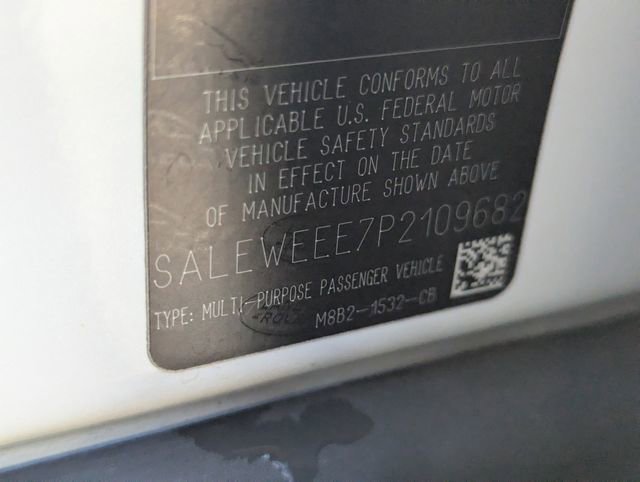 THIS VEHICLE CONFORMS TO ALL
APPLICABLE U.S. FEDERAL MOTOR
VEHICLE SAFETY STANDARDS
IN EFFECT ON THE DATE
OF MANUFACTURE SHOWN ABOVE
SALEWEEE7P2109682
TYPE: MULTI-PURPOSE PASSENGER VEHICLE
M8B2-1532-CB